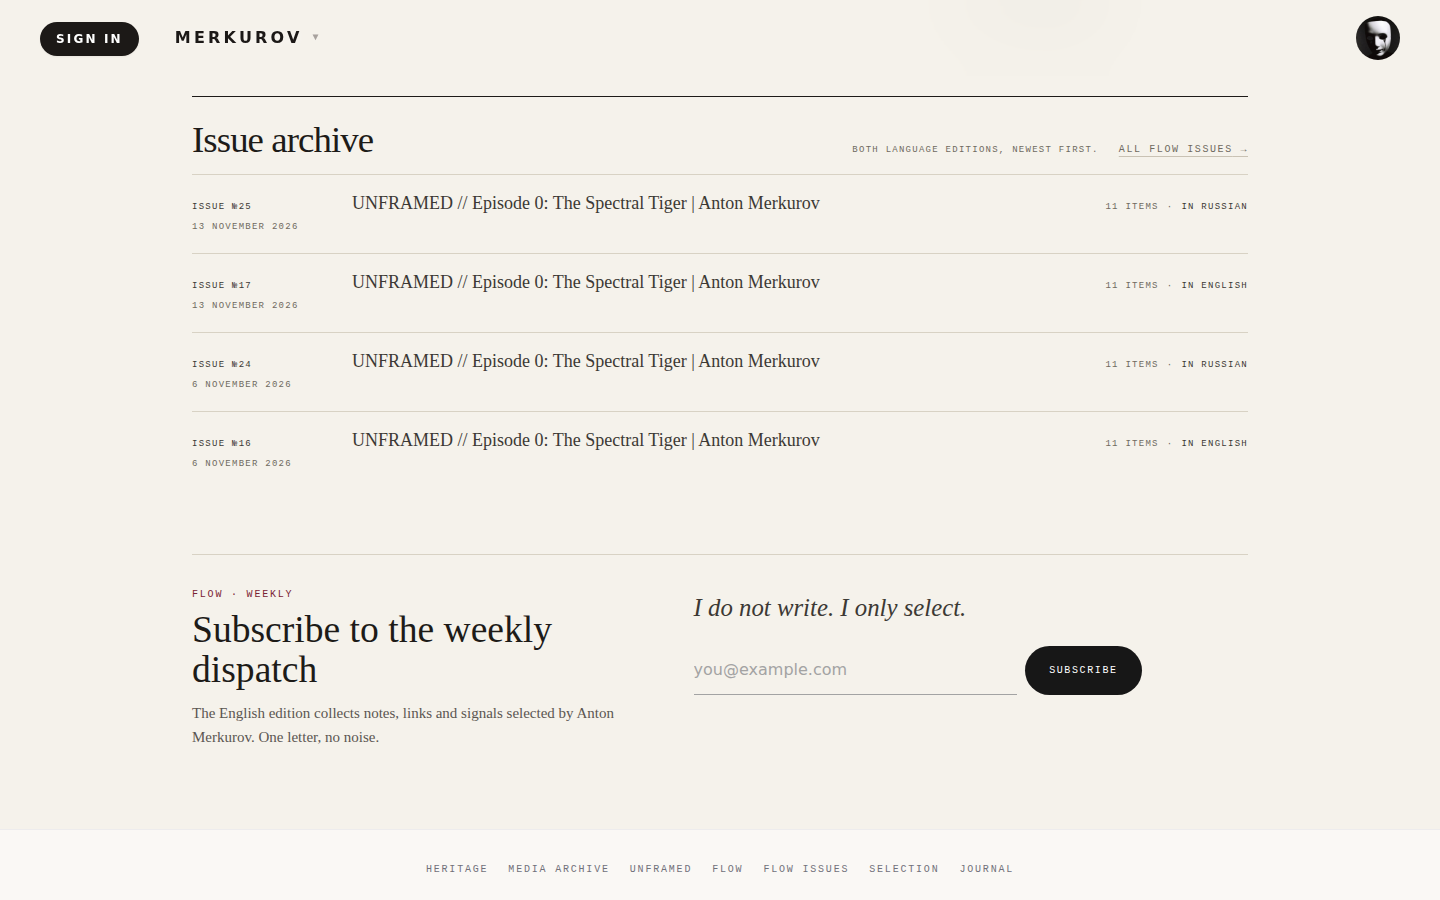 SIGN IN
MERKUROV ▼
Issue archive
BOTH LANGUAGE EDITIONS, NEWEST FIRST.
ALL FLOW ISSUES →
ISSUE №25
13 NOVEMBER 2026
UNFRAMED // Episode 0: The Spectral Tiger | Anton Merkurov
11 ITEMS · IN RUSSIAN
ISSUE №17
13 NOVEMBER 2026
UNFRAMED // Episode 0: The Spectral Tiger | Anton Merkurov
11 ITEMS · IN ENGLISH
ISSUE №24
6 NOVEMBER 2026
UNFRAMED // Episode 0: The Spectral Tiger | Anton Merkurov
11 ITEMS · IN RUSSIAN
ISSUE №16
6 NOVEMBER 2026
UNFRAMED // Episode 0: The Spectral Tiger | Anton Merkurov
11 ITEMS · IN ENGLISH
FLOW · WEEKLY
Subscribe to the weekly
dispatch
The English edition collects notes, links and signals selected by Anton
Merkurov. One letter, no noise.
I do not write. I only select.
you@example.com
SUBSCRIBE
HERITAGE MEDIA ARCHIVE UNFRAMED FLOW FLOW ISSUES SELECTION JOURNAL